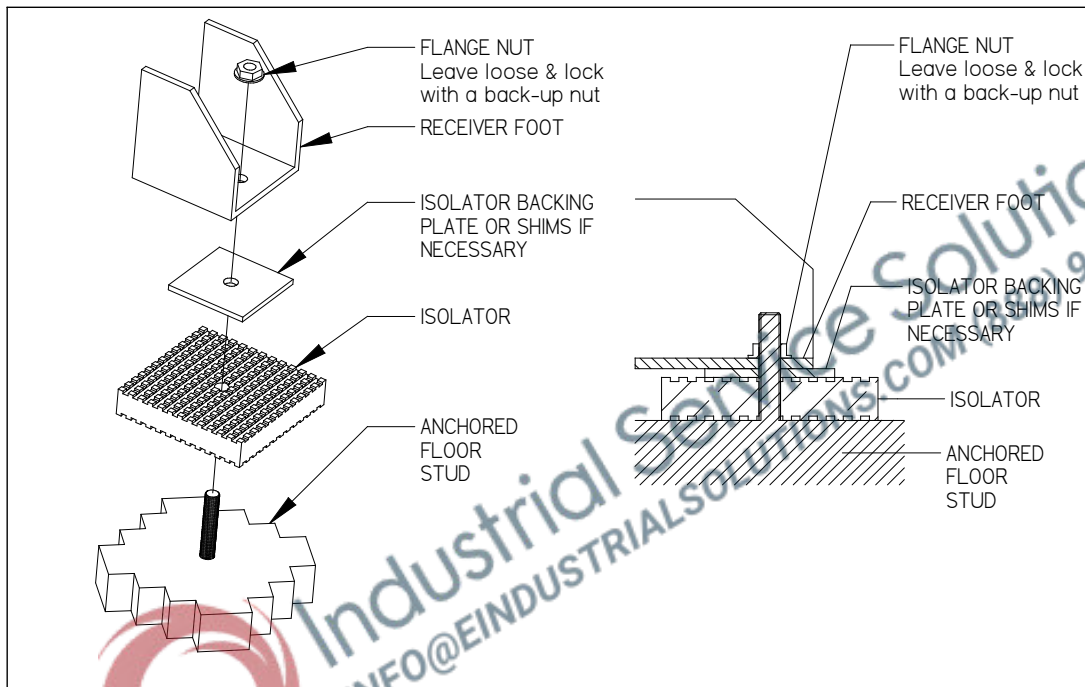 FLANGE NUT
Leave loose & lock
with a back-up nut
RECEIVER FOOT
ISOLATOR BACKING
PLATE OR SHIMS IF
NECESSARY
ISOLATOR
ANCHORED
FLOOR
STUD
FLANGE NUT
Leave loose & lock
with a back-up nut
RECEIVER FOOT
ISOLATOR BACKING
PLATE OR SHIMS IF
NECESSARY
ISOLATOR
ANCHORED
FLOOR
STUD
Industrial Service
INFO@EINDUSTRIALSOLUTIONS.COM